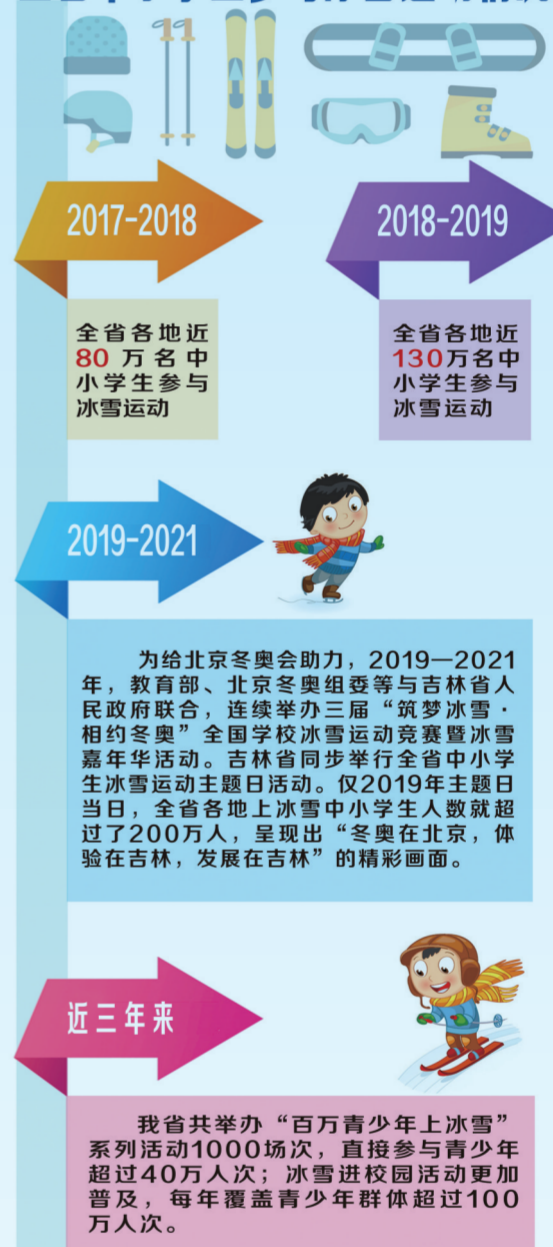 2017-2018
全省各地近
80万名中
小学生参与
冰雪运动
2018-2019
全省各地近
130万名中
小学生参与
冰雪运动
2019-2021
为给北京冬奥会助力，2019—2021
年，教育部、北京冬奥组委等与吉林省人
民政府联合，连续举办三届“筑梦冰雪·
相约冬奥”全国学校冰雪运动竞赛暨冰雪
嘉年华活动。吉林省同步举行全省中小学
生冰雪运动主题日活动。仅2019年主题日
当日，全省各地上冰雪中小学生人数就超
过了200万人，呈现出“冬奥在北京，体
验在吉林，发展在吉林”的精彩画面。
近三年来
我省共举办“百万青少年上冰雪”
系列活动1000场次，直接参与青少年
超过40万人次；冰雪进校园活动更加
普及，每年覆盖青少年群体超过100
万人次。